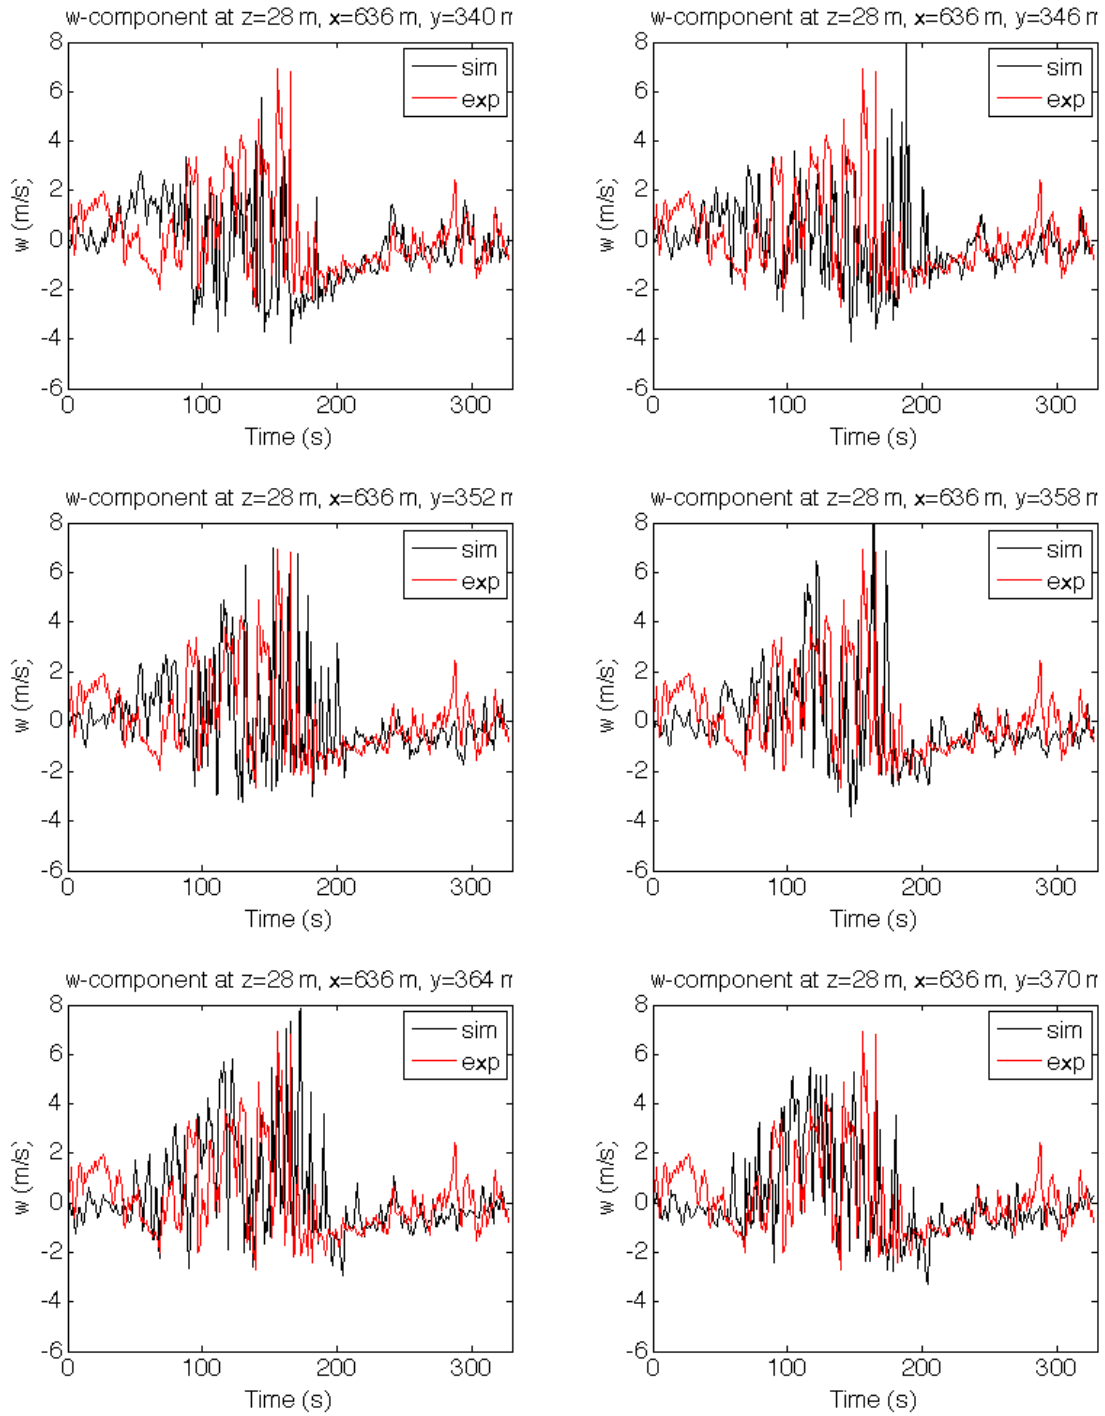 w-component at z=28 m, x=636 m, y=340 m
w-component at z=28 m, x=636 m, y=346 m
8
6
4
2
0
-2
-4
-6
w (m/s)
sim
exp
0 100 200 300
Time (s)
8
6
4
2
0
-2
-4
-6
w (m/s)
sim
exp
0 100 200 300
Time (s)
w-component at z=28 m, x=636 m, y=352 m
w-component at z=28 m, x=636 m, y=358 m
8
6
4
2
0
-2
-4
-6
w (m/s)
sim
exp
0 100 200 300
Time (s)
8
6
4
2
0
-2
-4
-6
w (m/s)
sim
exp
0 100 200 300
Time (s)
w-component at z=28 m, x=636 m, y=364 m
w-component at z=28 m, x=636 m, y=370 m
8
6
4
2
0
-2
-4
-6
w (m/s)
sim
exp
0 100 200 300
Time (s)
8
6
4
2
0
-2
-4
-6
w (m/s)
sim
exp
0 100 200 300
Time (s)